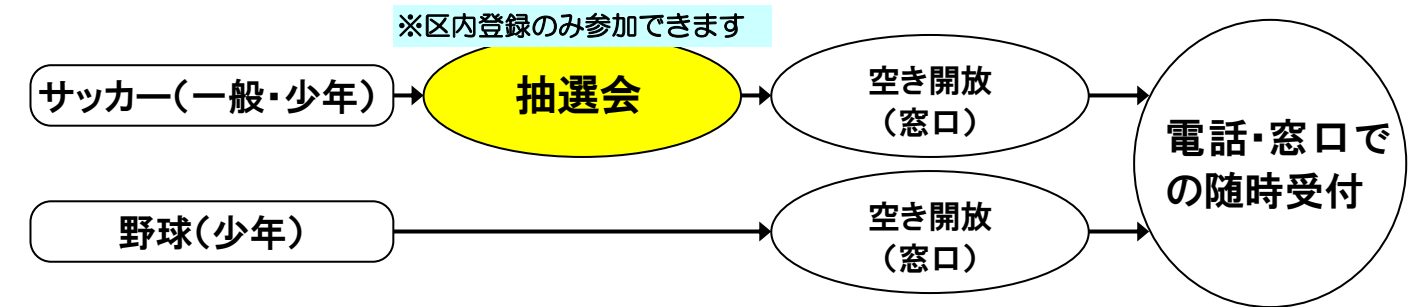 ※区内登録のみ参加できます
サッカー（一般・少年）
抽選会
空き開放
（窓口）
電話・窓口で
の随時受付
野球（少年）
空き開放
（窓口）